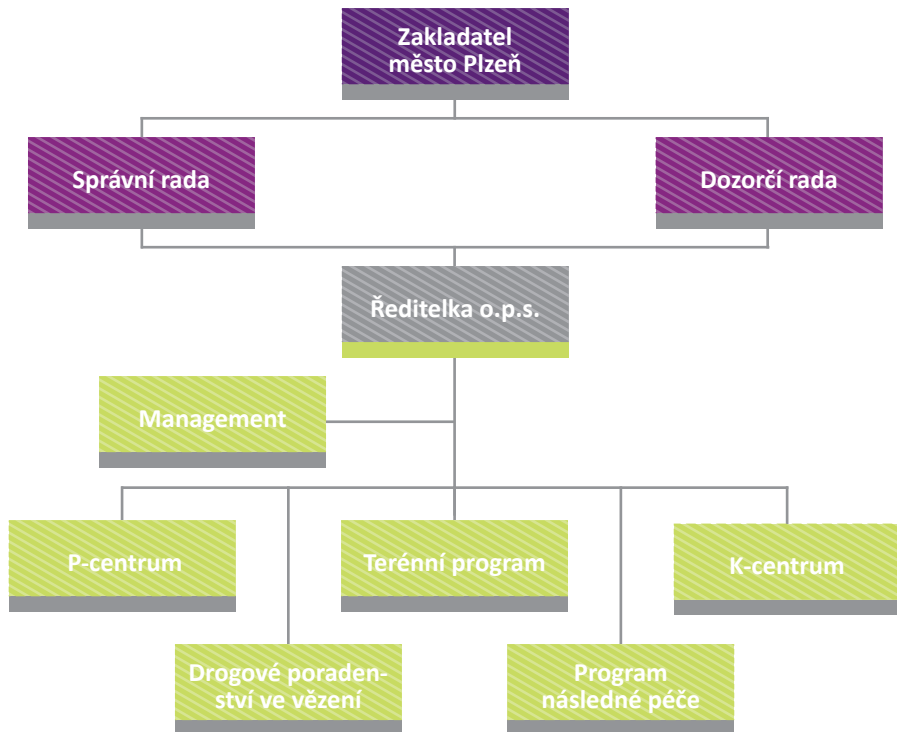 Zakladatel
město Plzeň
Správní rada
Dozorčí rada
Ředitelka o.p.s.
Management
P-centrum
Terénní program
K-centrum
Drogové poraden-
ství ve vězení
Program
následné péče